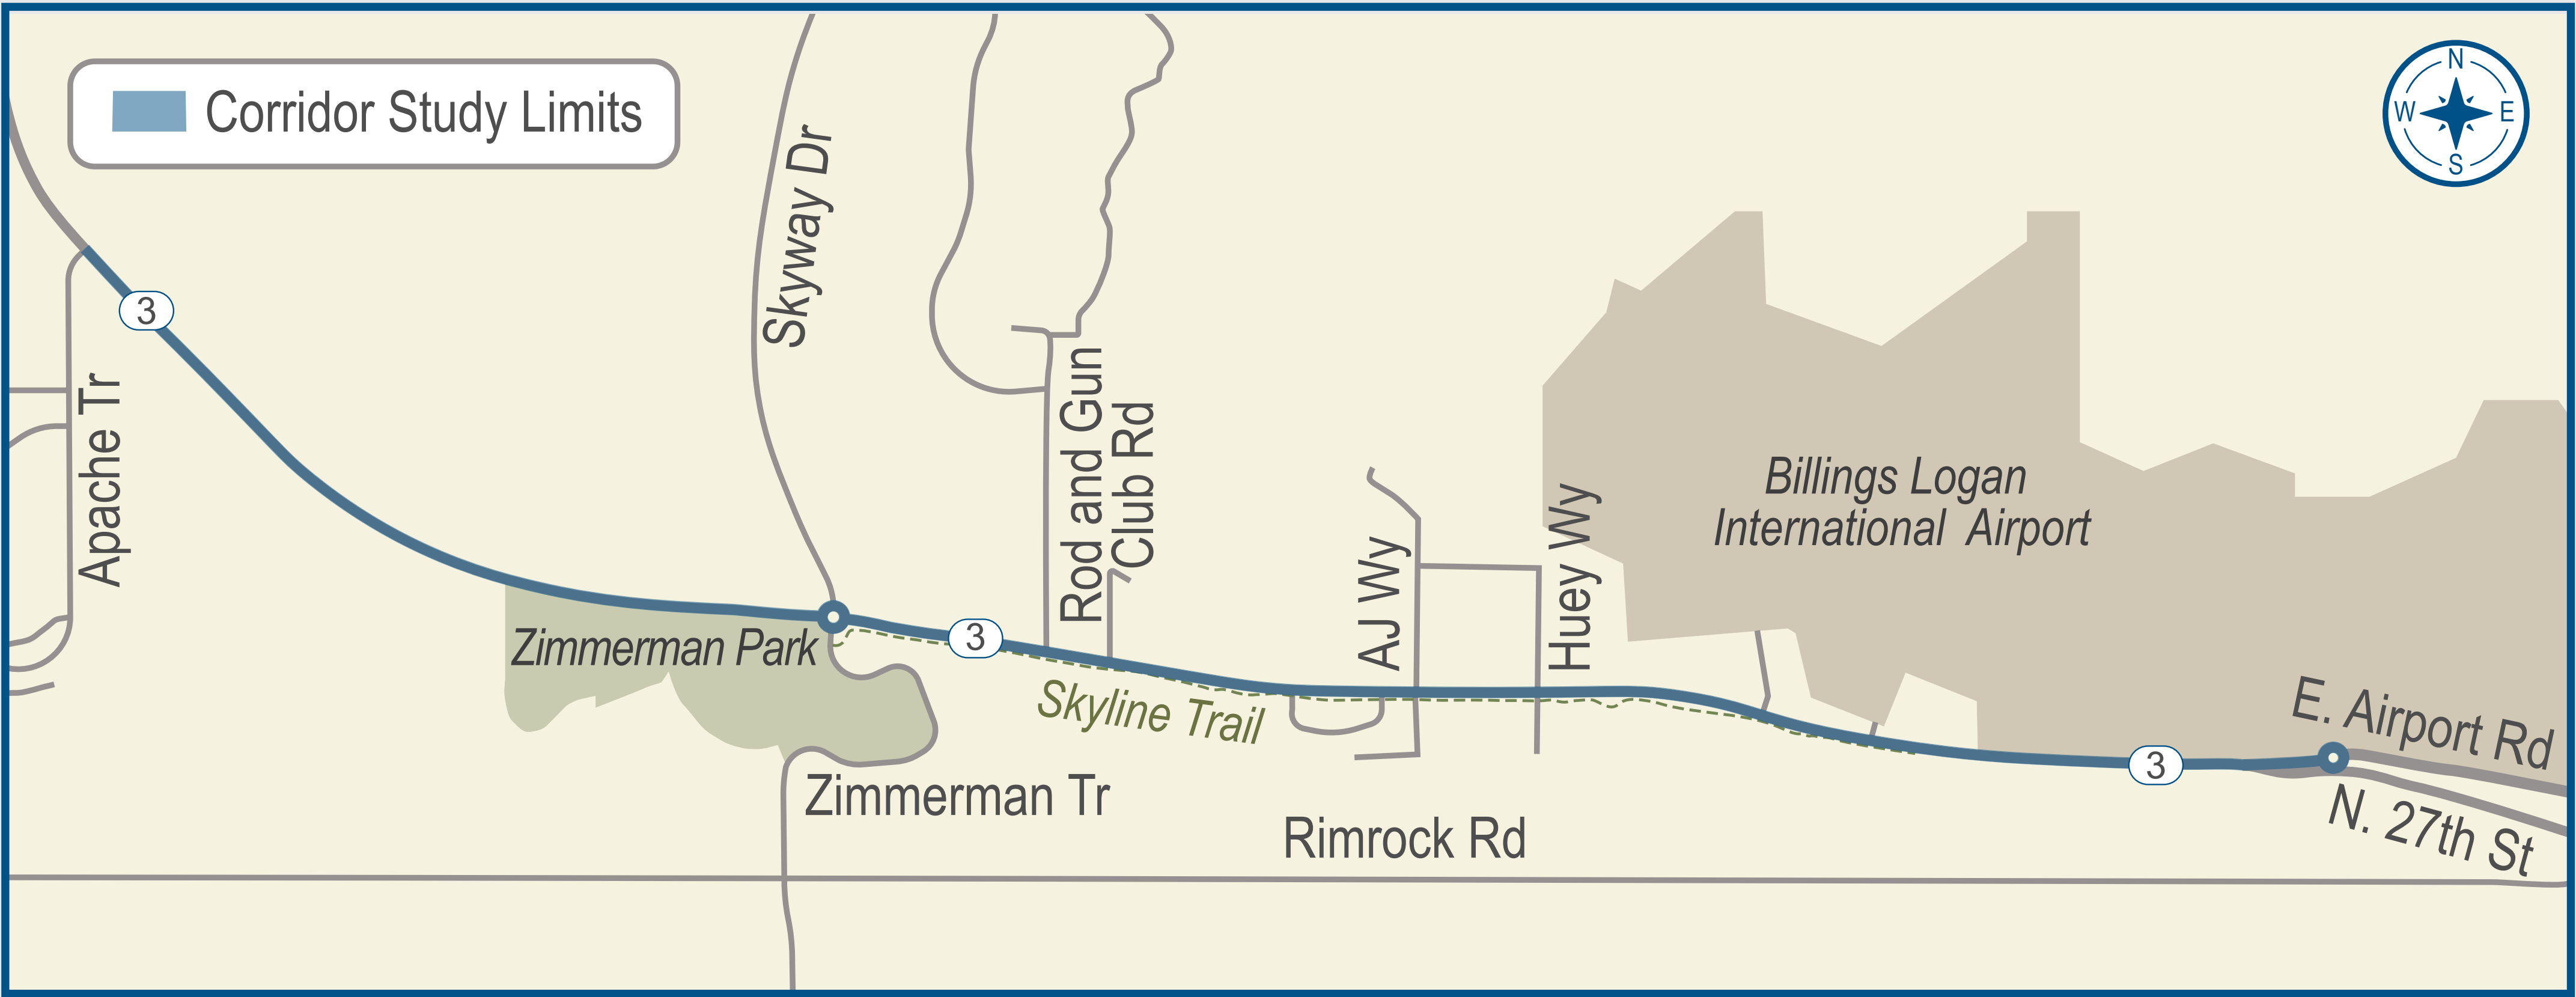 Corridor Study Limits
N
W
E
S
3
Apache Tr
Skyway Dr
Rod and Gun
Club Rd
Billings Logan
International Airport
AJ Wy
Huey Wy
Zimmerman Park
3
Skyline Trail
E. Airport Rd
3
Zimmerman Tr
Rimrock Rd
N. 27th St